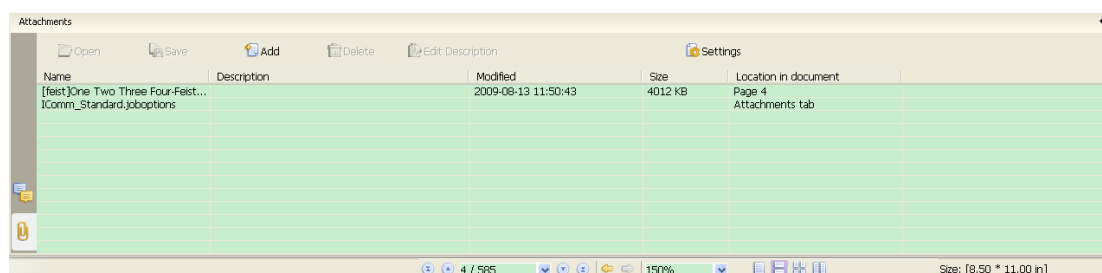 Attachments
Open Save Add Delete Edit Description Settings
Name Description Modified Size Location in document
[feist]One Two Three Four-Feist... 2009-08-13 11:50:43 4012 KB Page 4
IComm_Standard.joboptions Attachments tab
4 / 585 150% Size: [8.50 * 11.00 in]